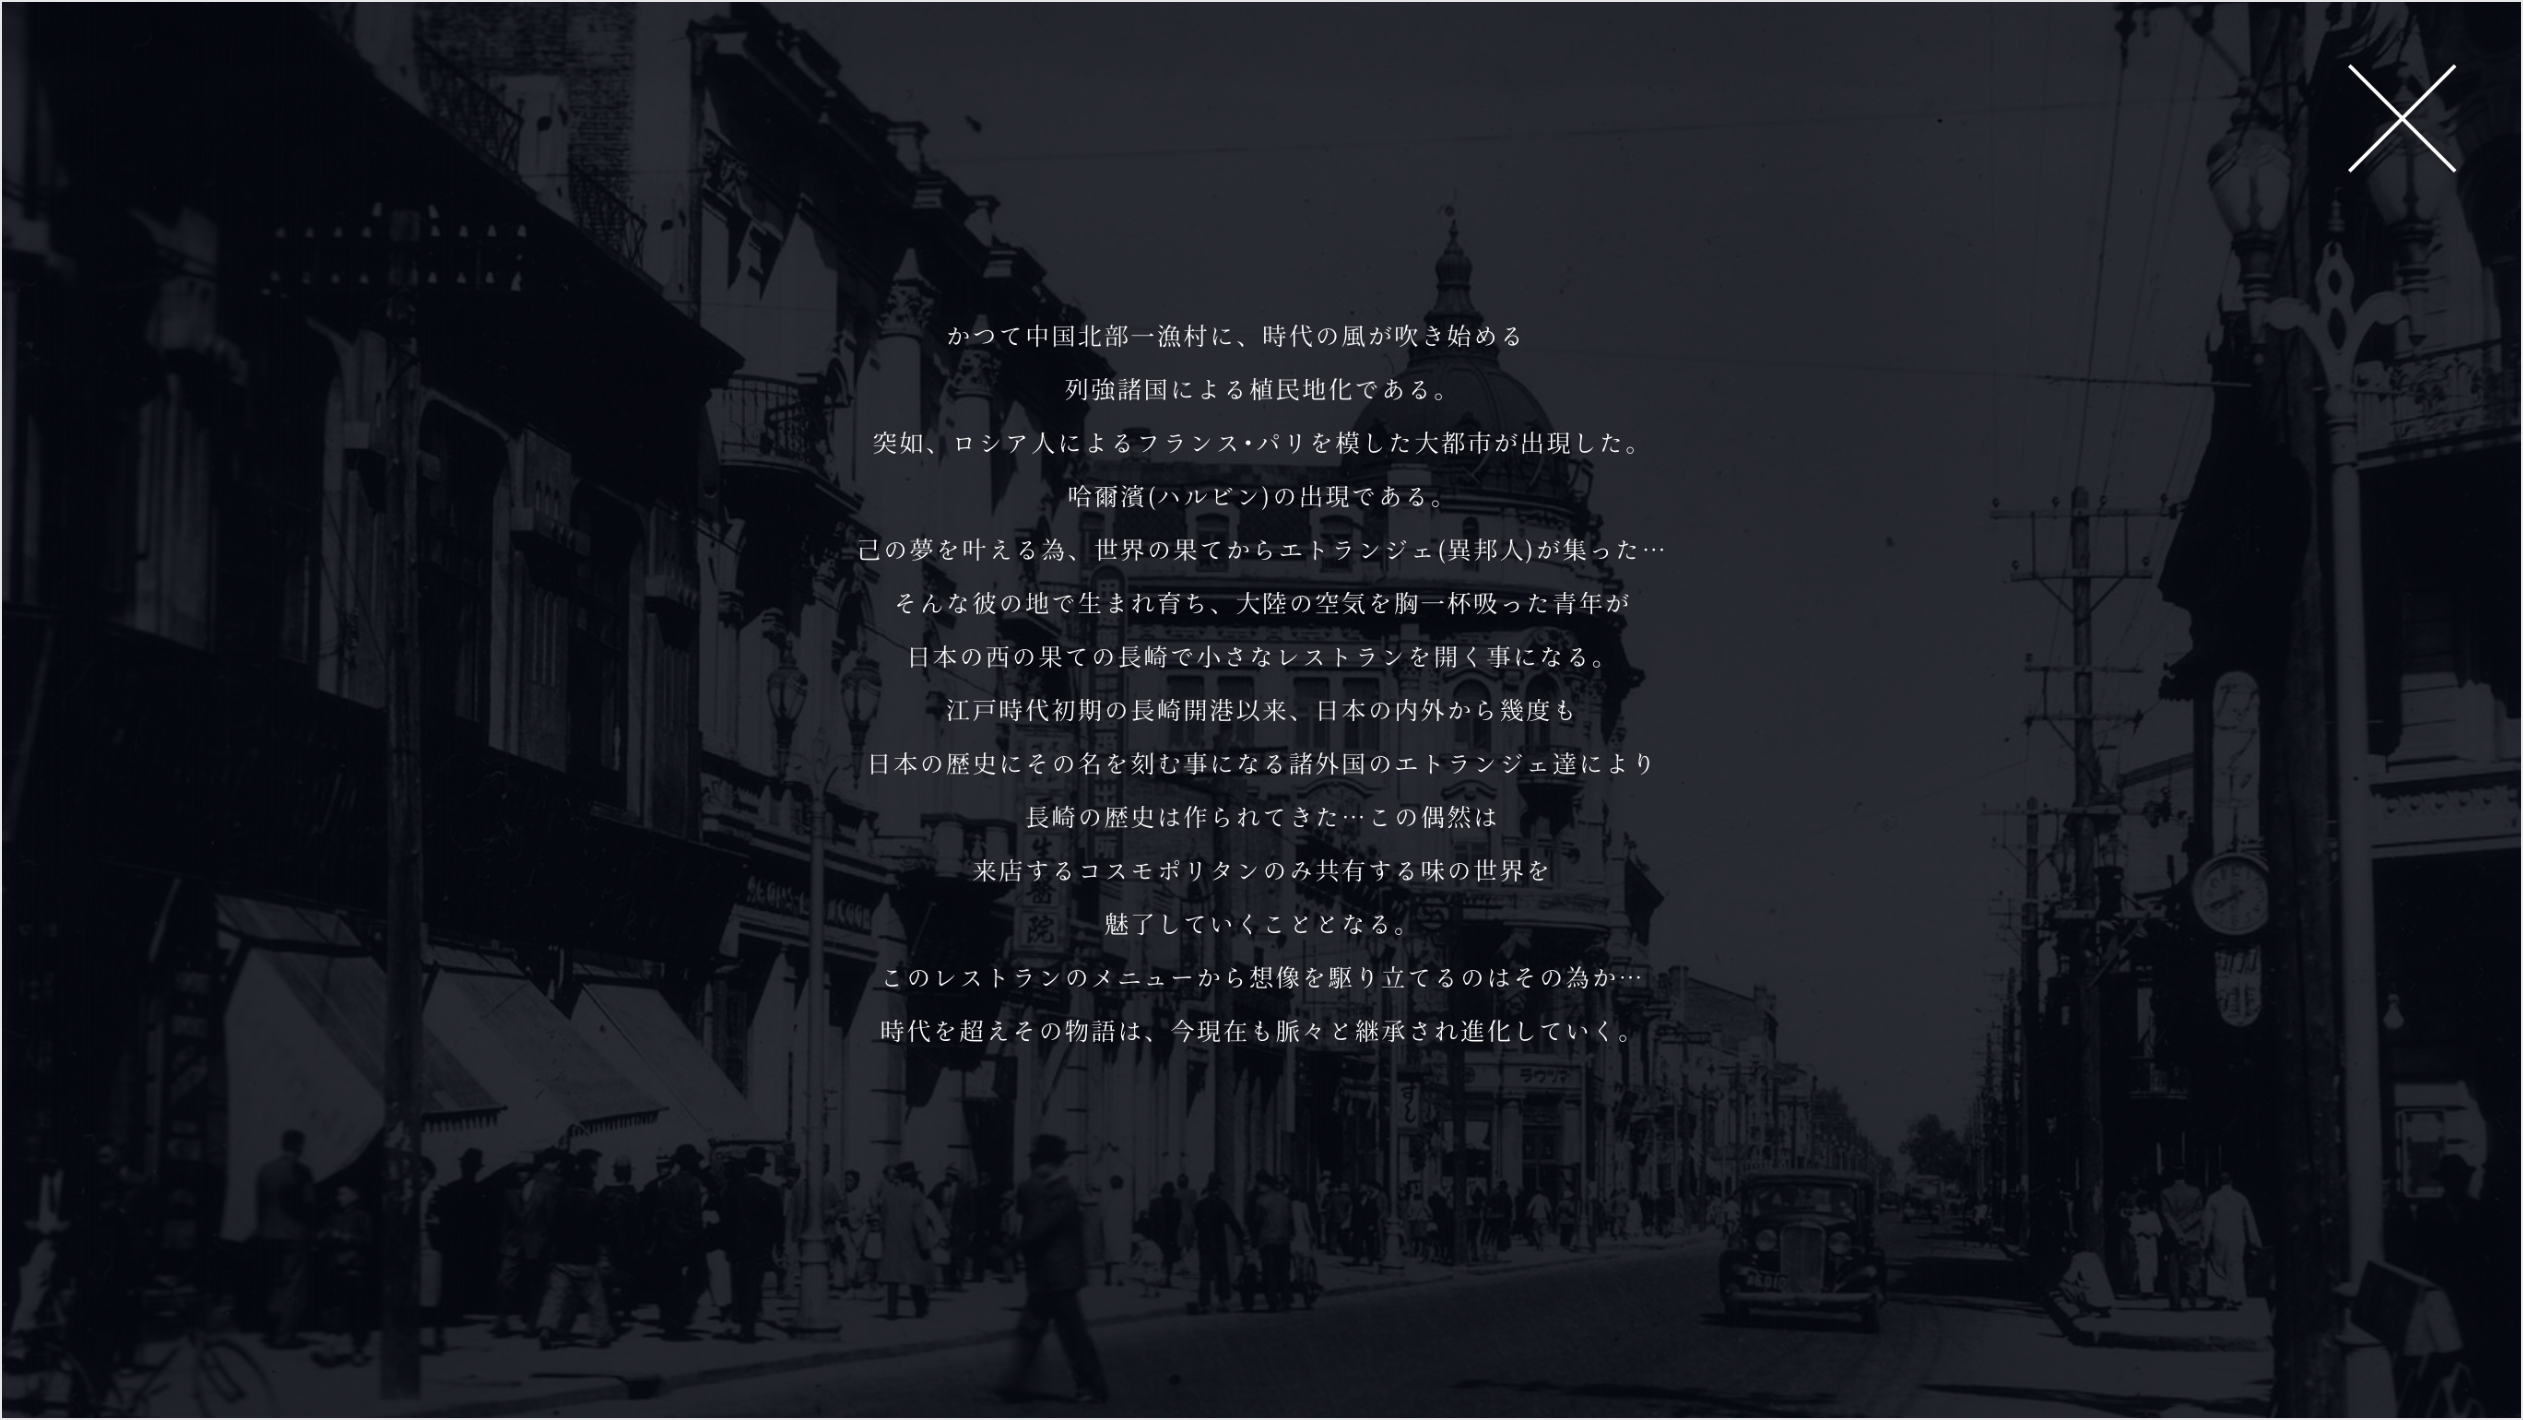 かつて中国北部一漁村に、時代の風が吹き始める
列強諸国による植民地化である。
突如、ロシア人によるフランス・パリを模した大都市が出現した。
哈爾濱(ハルビン)の出現である。
己の夢を叶える為、世界の果てからエトランジェ(異邦人)が集った…
そんな彼の地で生まれ育ち、大陸の空気を胸一杯吸った青年が
日本の西の果ての長崎で小さなレストランを開く事になる。
江戸時代初期の長崎開港以来、日本の内外から幾度も
日本の歴史にその名を刻む事になる諸外国のエトランジェ達により
長崎の歴史は作られてきた…この偶然は
来店するコスモポリタンのみ共有する味の世界を
魅了していくこととなる。
このレストランのメニューから想像を駆り立てるのはその為か…
時代を超えその物語は、今現在も脈々と継承され進化していく。